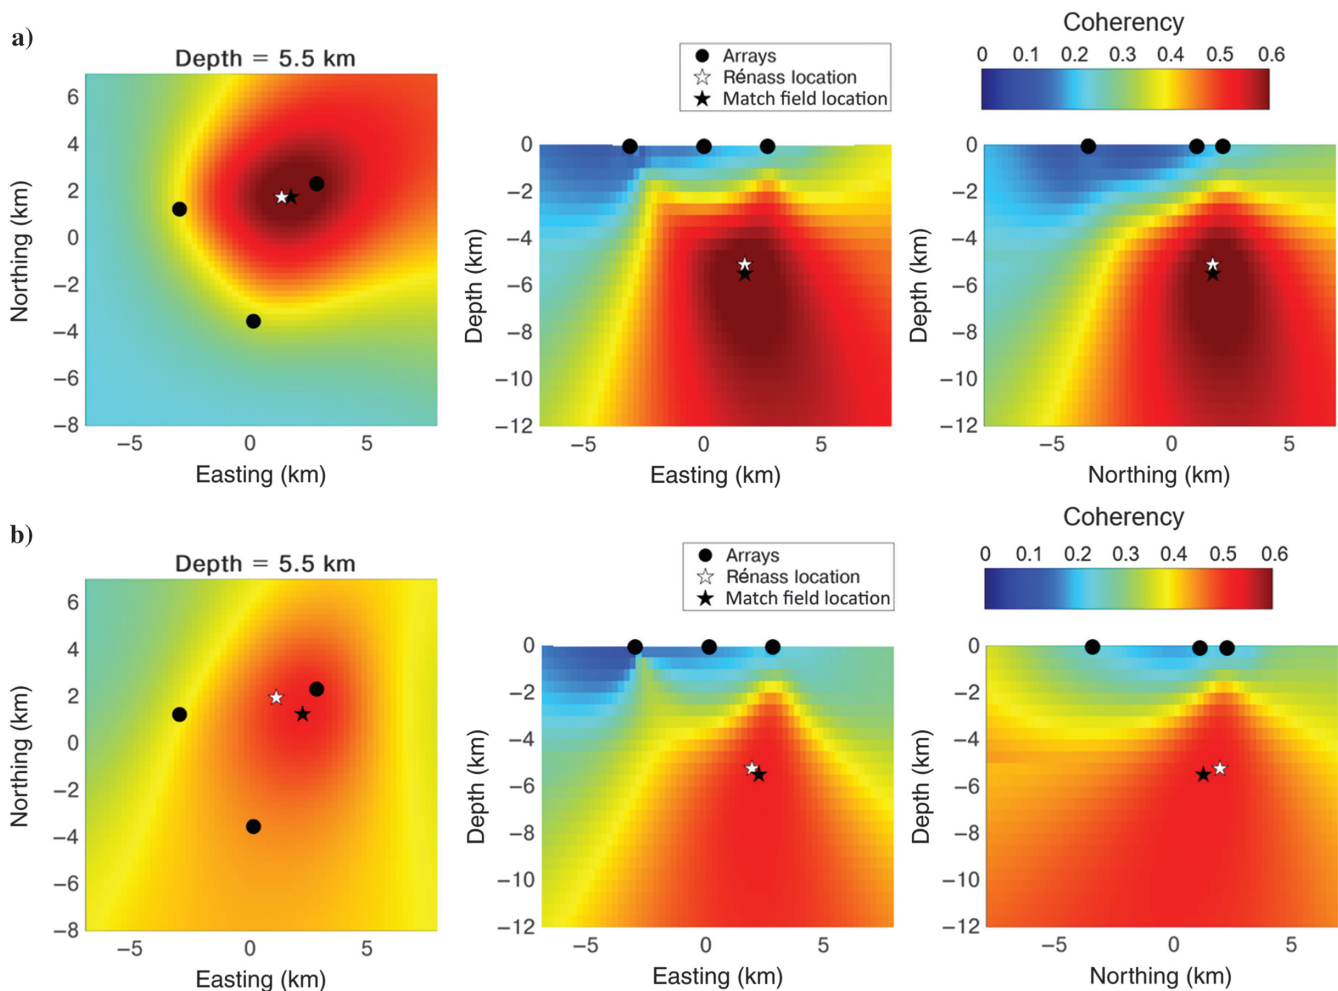 a)
Depth = 5.5 km
6
4
2
0
−2
−4
−6
−8
−5 0 5
Easting (km)
Northing (km)
Arrays
Rénass location
Match field location
0
−2
−4
−6
−8
−10
−12
−5 0 5
Easting (km)
Depth (km)
Coherency
0 0.1 0.2 0.3 0.4 0.5 0.6
0
−2
−4
−6
−8
−10
−12
−5 0 5
Northing (km)
Depth (km)
b)
Depth = 5.5 km
6
4
2
0
−2
−4
−6
−8
−5 0 5
Easting (km)
Northing (km)
Arrays
Rénass location
Match field location
0
−2
−4
−6
−8
−10
−12
−5 0 5
Easting (km)
Depth (km)
Coherency
0 0.1 0.2 0.3 0.4 0.5 0.6
0
−2
−4
−6
−8
−10
−12
−5 0 5
Northing (km)
Depth (km)